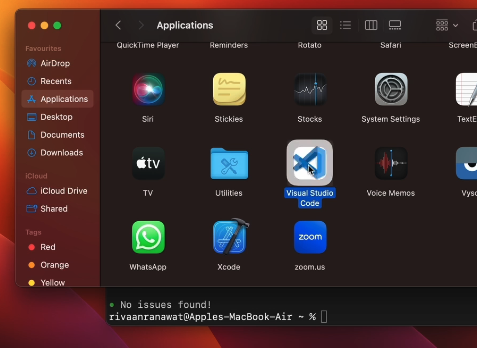 Applications
Favourites
AirDrop
Recents
Applications
Desktop
Documents
Downloads
iCloud
iCloud Drive
Shared
Tags
Red
Orange
Yellow
QuickTime Player
Reminders
Rotato
Safari
ScreenB
Siri
Stickies
Stocks
System Settings
TextE
tv
TV
Utilities
Visual Studio
Code
Voice Memos
Vyso
WhatsApp
Xcode
zoom
zoom.us
No issues found!
rivaanranawat@Apples-MacBook-Air ~ %